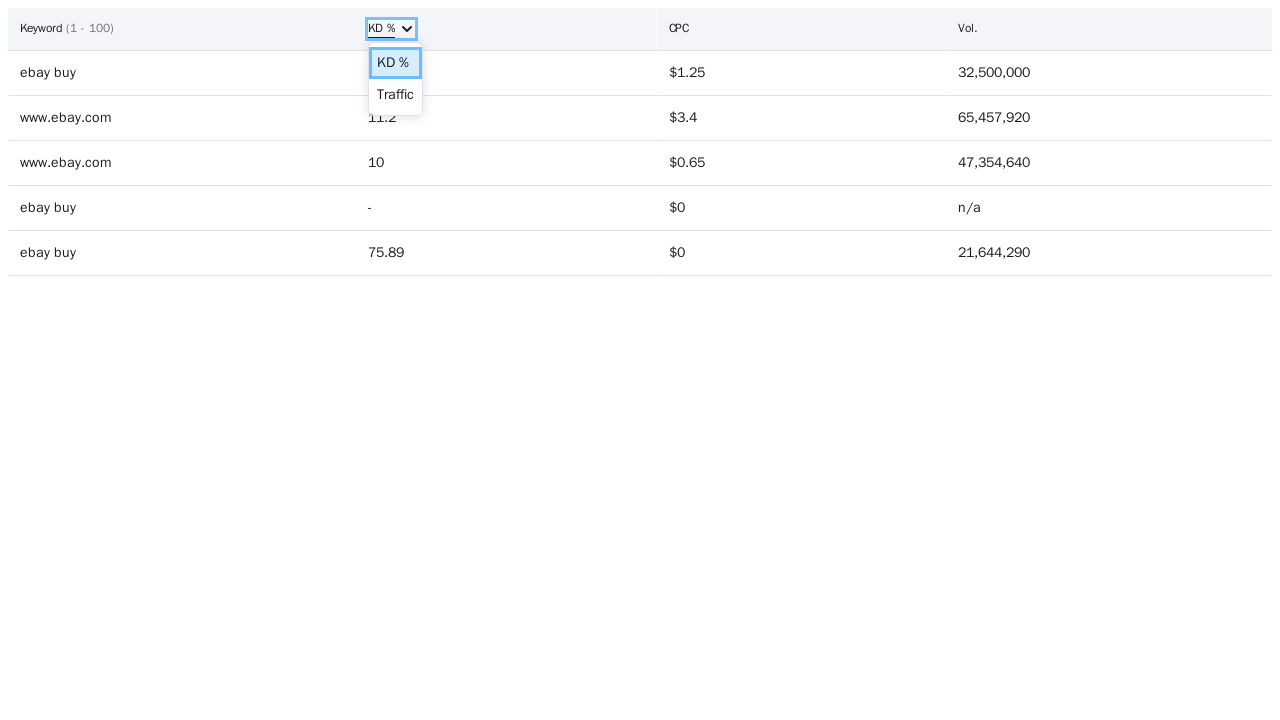 Keyword (1 - 100) KD % CPC Vol.
KD %
ebay buy $1.25 32,500,000
Traffic
www.ebay.com 11.2 $3.4 65,457,920
www.ebay.com 10 $0.65 47,354,640
ebay buy - $0 n/a
ebay buy 75.89 $0 21,644,290